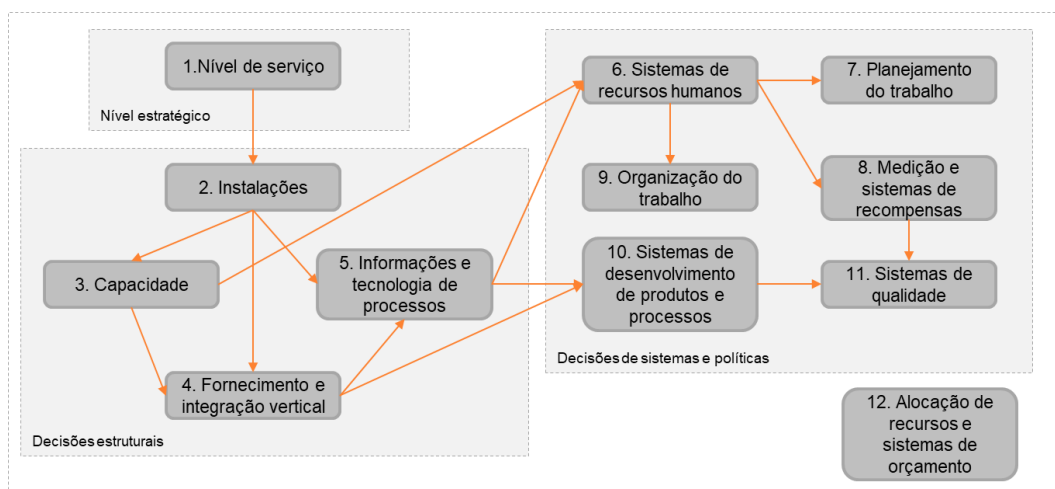 1.Nível de serviço
Nível estratégico
2. Instalações
3. Capacidade
5. Informações e
tecnologia de
processos
4. Fornecimento e
integração vertical
Decisões estruturais
6. Sistemas de
recursos humanos
7. Planejamento
do trabalho
9. Organização do
trabalho
8. Medição e
sistemas de
recompensas
10. Sistemas de
desenvolvimento
de produtos e
processos
11. Sistemas de
qualidade
Decisões de sistemas e políticas
12. Alocação de
recursos e
sistemas de
orçamento